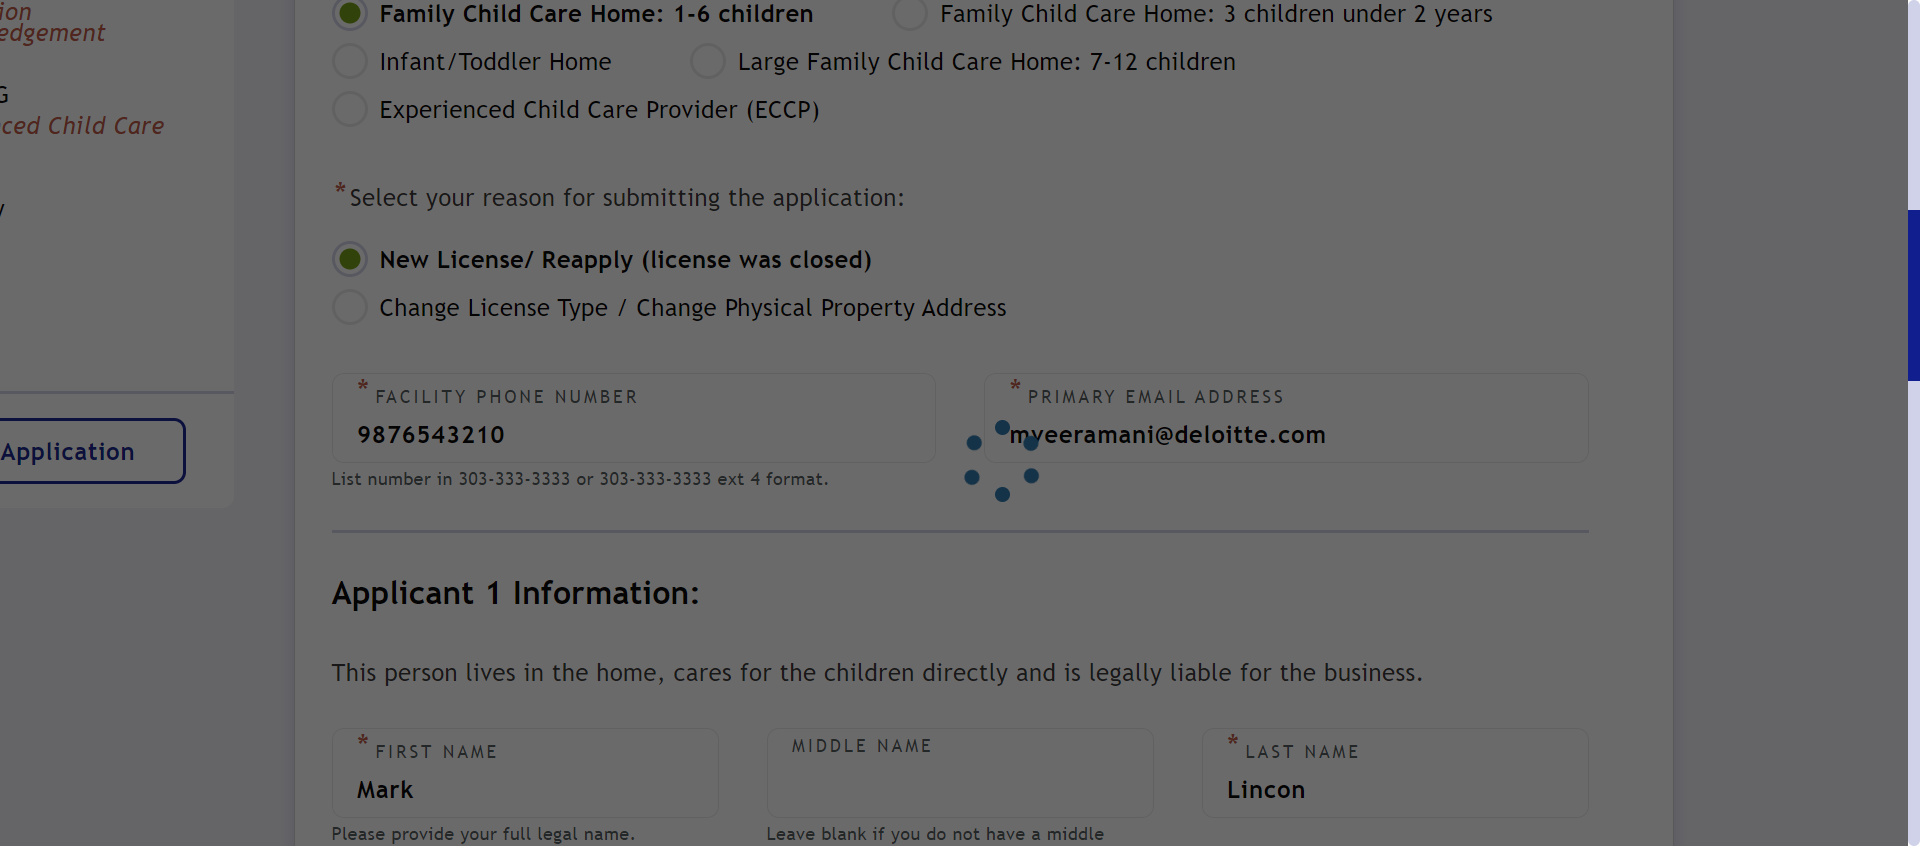 ion
edgement
G
ced Child Care
y
Application
Family Child Care Home: 1-6 children
Family Child Care Home: 3 children under 2 years
Infant/Toddler Home
Large Family Child Care Home: 7-12 children
Experienced Child Care Provider (ECCP)
*Select your reason for submitting the application:
New License/ Reapply (license was closed)
Change License Type / Change Physical Property Address
* FACILITY PHONE NUMBER
9876543210
List number in 303-333-3333 or 303-333-3333 ext 4 format.
* PRIMARY EMAIL ADDRESS
mveeramani@deloitte.com
Applicant 1 Information:
This person lives in the home, cares for the children directly and is legally liable for the business.
* FIRST NAME
Mark
Please provide your full legal name.
MIDDLE NAME
Leave blank if you do not have a middle
* LAST NAME
Lincon